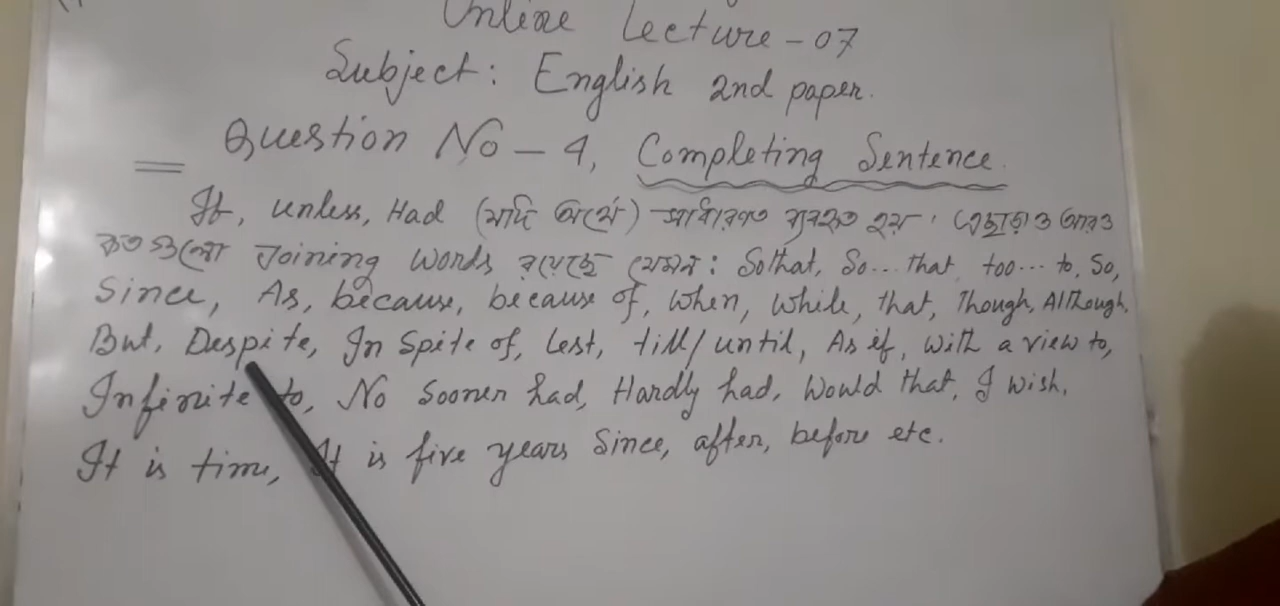 Online Lecture - 07
Subject: English 2nd paper.
Question No - 4, Completing Sentence.
If, unless, Had (যদি অর্থে) সাধারণত ব্যবহৃত হয়। এছাড়াও আরও
কতগুলো Joining words রয়েছে যেমন: So that, So... that, too... to, So,
Since, As, because, because of, when, while, that, Though, Although,
But, Despite, In Spite of, Lest, till/until, As if, with a view to,
Infinite to, No Sooner had, Hardly had, Would that, I wish,
It is time, It is five years Since, after, before etc.